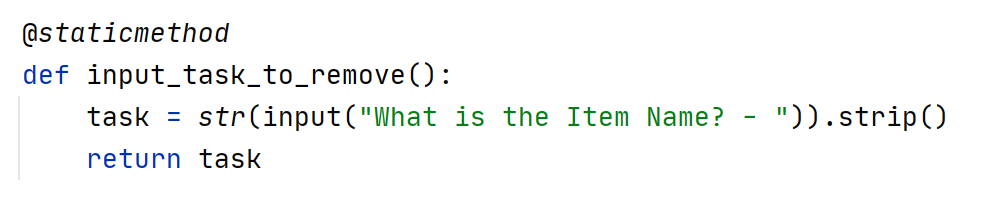 @staticmethod
def input_task_to_remove():
    task = str(input("What is the Item Name? - ")).strip()
    return task